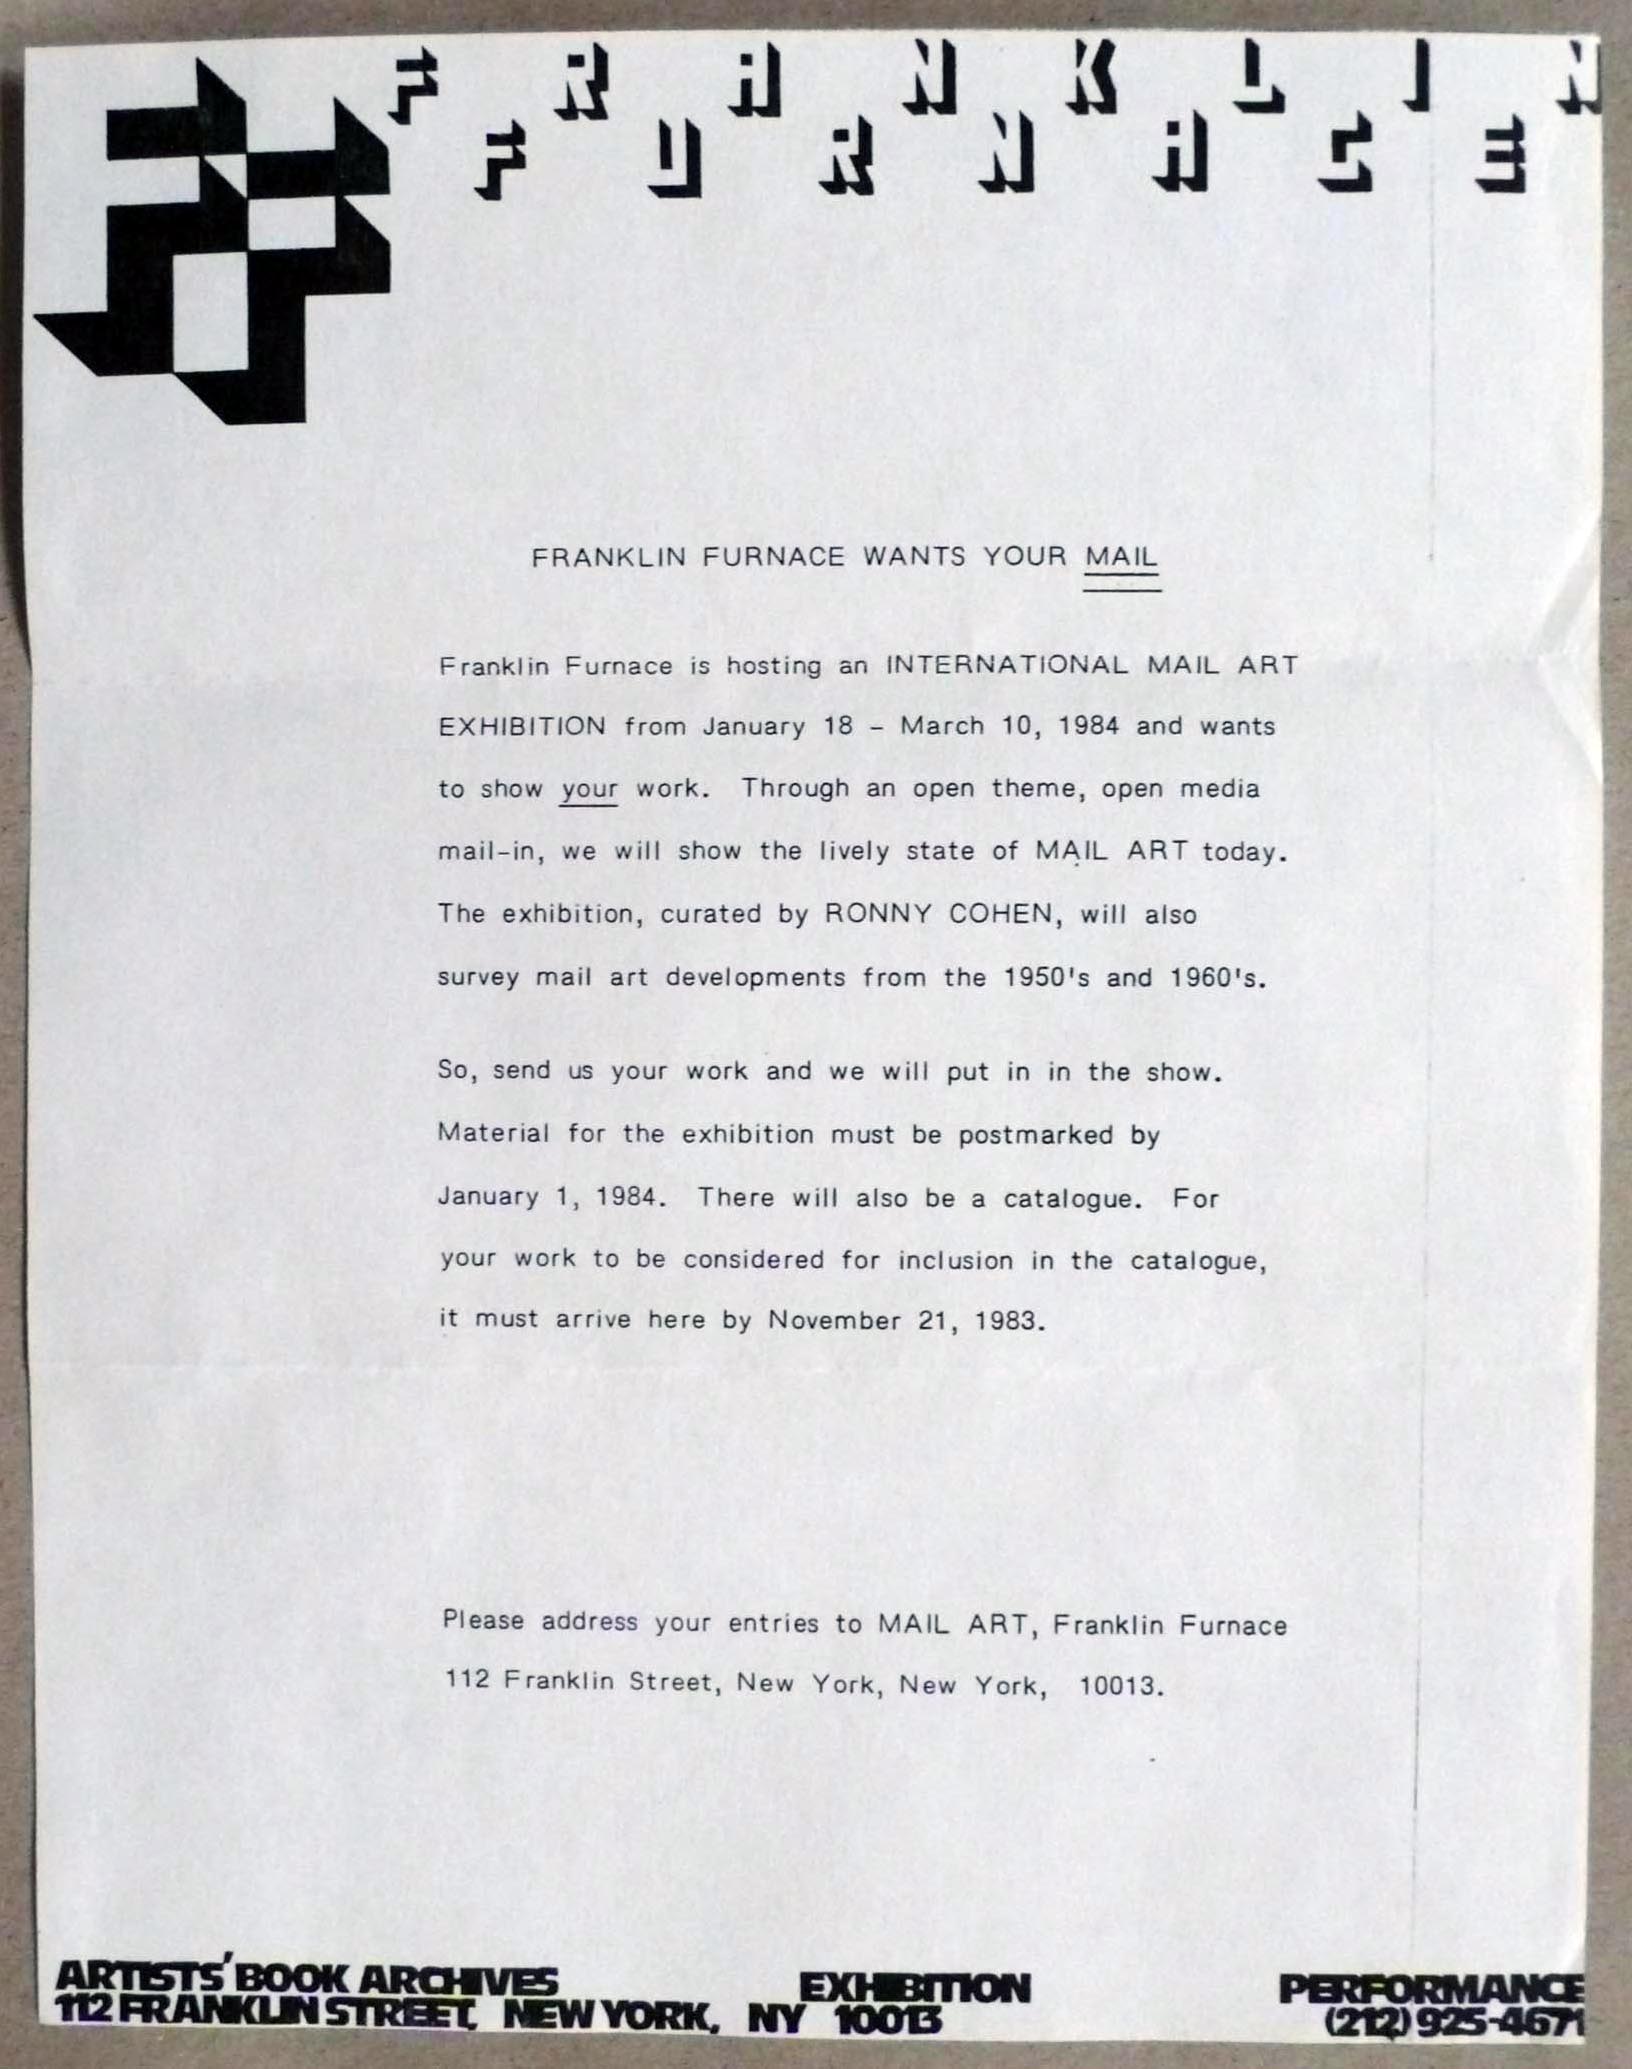 FRANKLIN
FURNACE
FRANKLIN FURNACE WANTS YOUR MAIL
Franklin Furnace is hosting an INTERNATIONAL MAIL ART
EXHIBITION from January 18 – March 10, 1984 and wants
to show your work. Through an open theme, open media
mail-in, we will show the lively state of MAIL ART today.
The exhibition, curated by RONNY COHEN, will also
survey mail art developments from the 1950's and 1960's.
So, send us your work and we will put in in the show.
Material for the exhibition must be postmarked by
January 1, 1984. There will also be a catalogue. For
your work to be considered for inclusion in the catalogue,
it must arrive here by November 21, 1983.
Please address your entries to MAIL ART, Franklin Furnace
112 Franklin Street, New York, New York, 10013.
ARTISTS' BOOK ARCHIVES EXHIBITION PERFORMANCE
112 FRANKLIN STREET, NEW YORK, NY 10013 (212) 925-4671